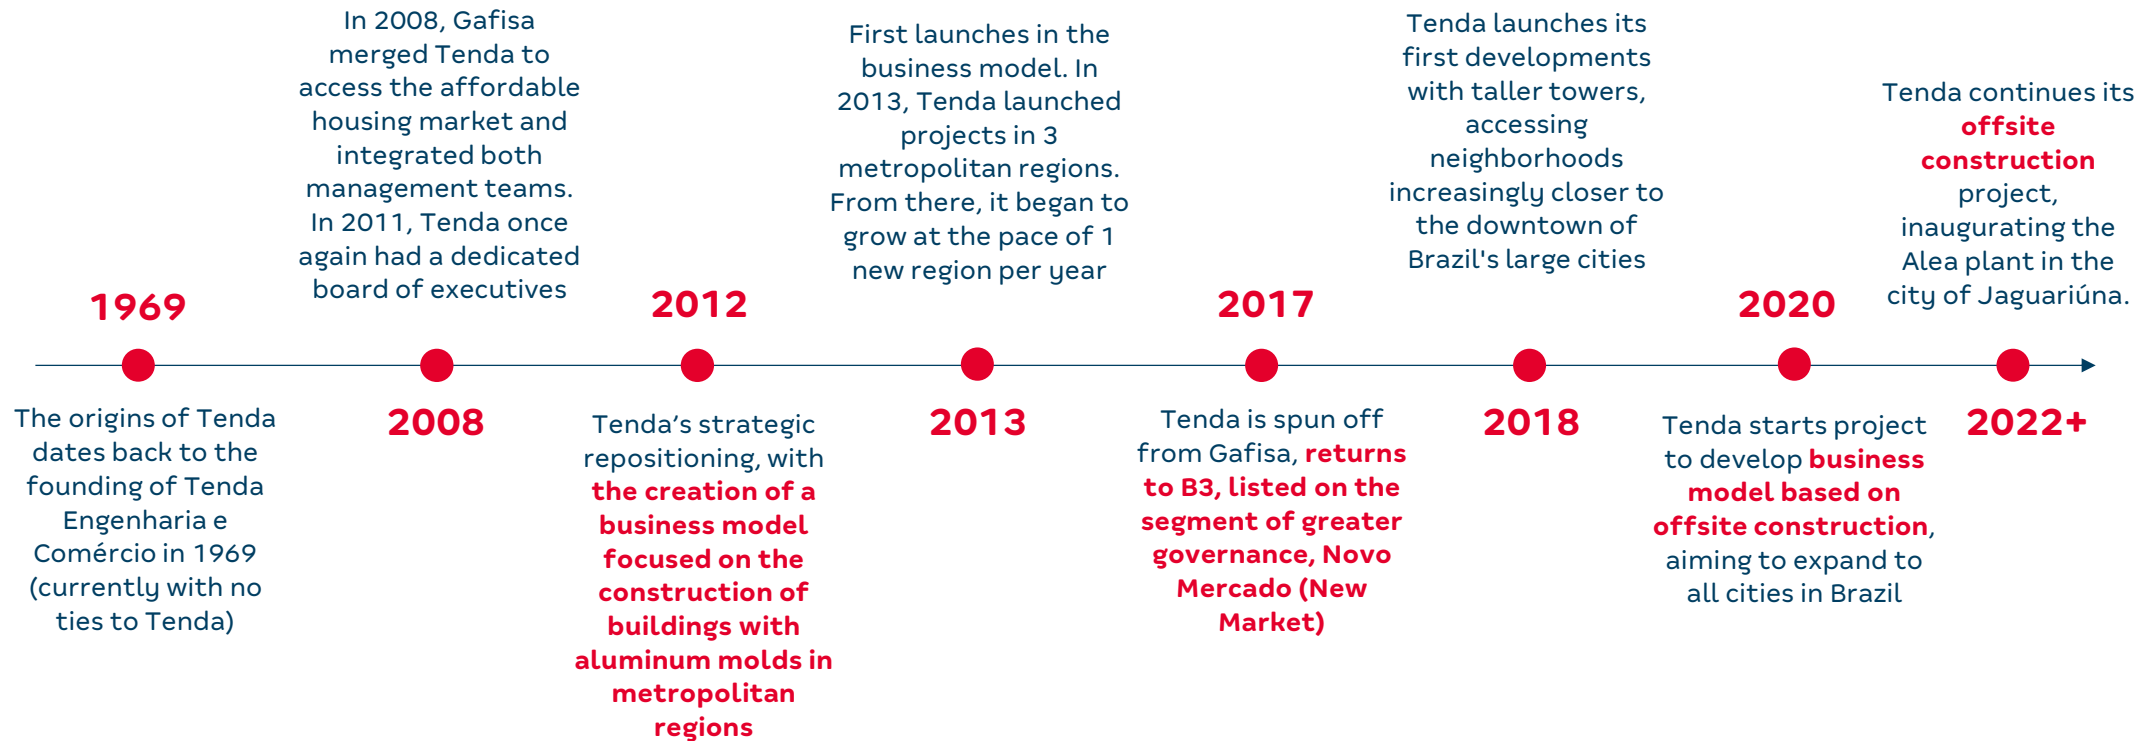 1969
The origins of Tenda
dates back to the
founding of Tenda
Engenharia e
Comércio in 1969
(currently with no
ties to Tenda)
In 2008, Gafisa
merged Tenda to
access the affordable
housing market and
integrated both
management teams.
In 2011, Tenda once
again had a dedicated
board of executives
2008
2012
Tenda’s strategic
repositioning, with
the creation of a
business model
focused on the
construction of
buildings with
aluminum molds in
metropolitan
regions
First launches in the
business model. In
2013, Tenda launched
projects in 3
metropolitan regions.
From there, it began to
grow at the pace of 1
new region per year
2013
2017
Tenda is spun off
from Gafisa, returns
to B3, listed on the
segment of greater
governance, Novo
Mercado (New
Market)
Tenda launches its
first developments
with taller towers,
accessing
neighborhoods
increasingly closer to
the downtown of
Brazil's large cities
2018
2020
Tenda starts project
to develop business
model based on
offsite construction,
aiming to expand to
all cities in Brazil
Tenda continues its
offsite
construction
project,
inaugurating the
Alea plant in the
city of Jaguariúna.
2022+